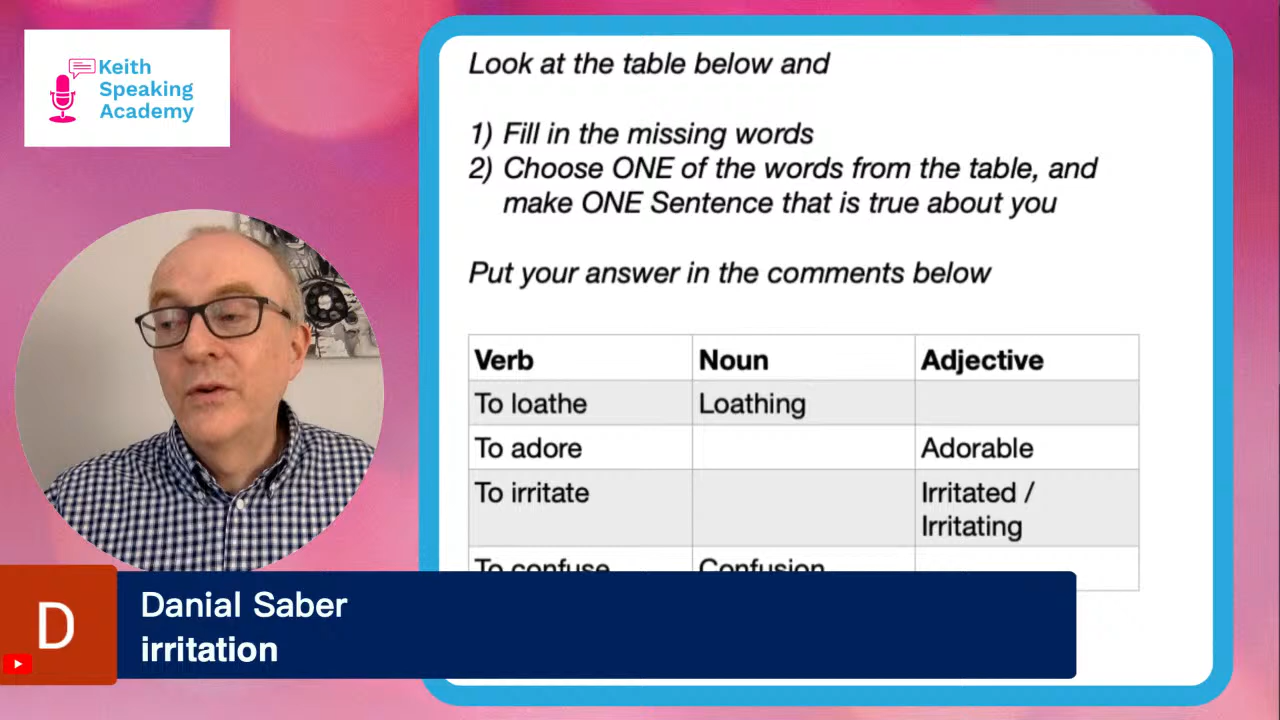 Keith
Speaking
Academy
Look at the table below and
1) Fill in the missing words
2) Choose ONE of the words from the table, and
make ONE Sentence that is true about you
Put your answer in the comments below
Verb Noun Adjective
To loathe Loathing
To adore Adorable
To irritate Irritated /
Irritating
To confuse Confusion
D
Danial Saber
irritation